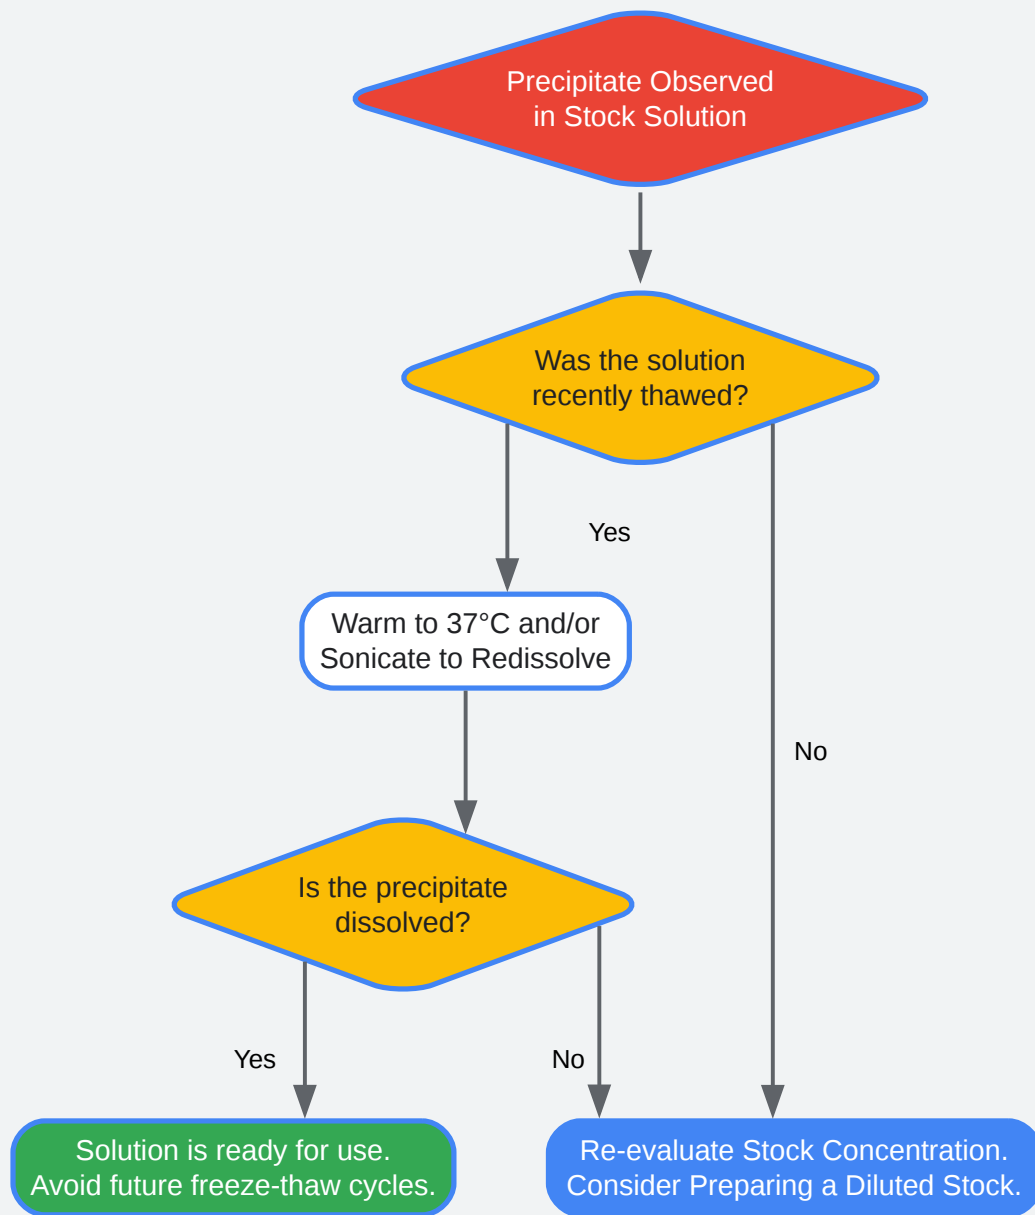 Precipitate Observed
in Stock Solution
Was the solution
recently thawed?
Yes
Warm to 37°C and/or
Sonicate to Redissolve
No
Is the precipitate
dissolved?
Yes
No
Solution is ready for use.
Avoid future freeze-thaw cycles.
Re-evaluate Stock Concentration.
Consider Preparing a Diluted Stock.